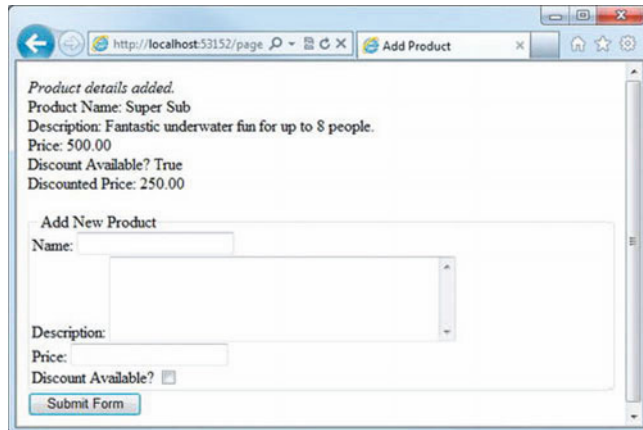 http://localhost:53152/page
Add Product
Product details added.
Product Name: Super Sub
Description: Fantastic underwater fun for up to 8 people.
Price: 500.00
Discount Available? True
Discounted Price: 250.00
Add New Product
Name:
Description:
Price:
Discount Available?
Submit Form